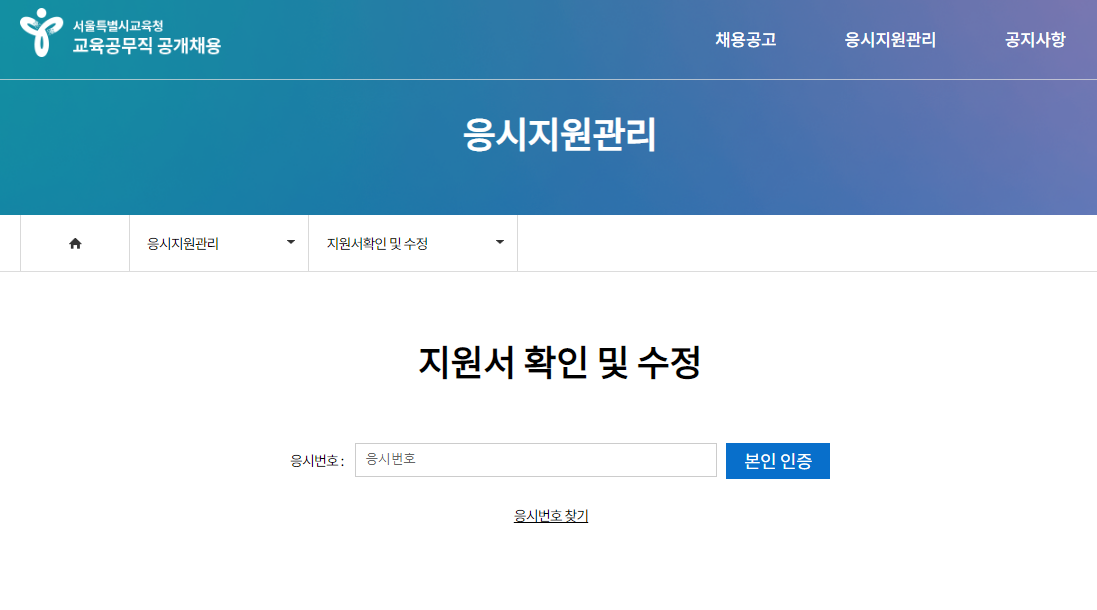 서울특별시교육청
교육공무직 공개채용
채용공고 응시지원관리 공지사항
응시지원관리
응시지원관리 지원서확인 및 수정
지원서 확인 및 수정
응시번호 : 응시번호 본인 인증
응시번호 찾기